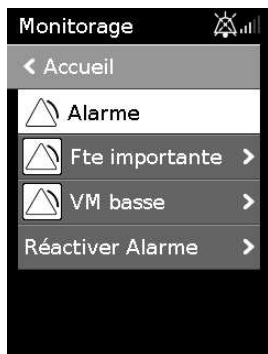 Monitorage
Accueil
Alarme
Fte importante
VM basse
Réactiver Alarme